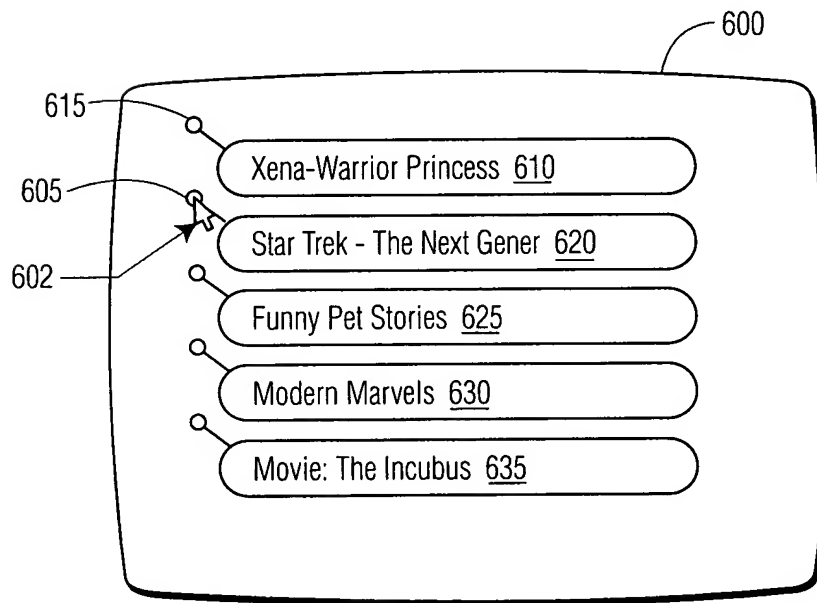 600
615
Xena-Warrior Princess 610
605
Star Trek - The Next Gener 620
602
Funny Pet Stories 625
Modern Marvels 630
Movie: The Incubus 635